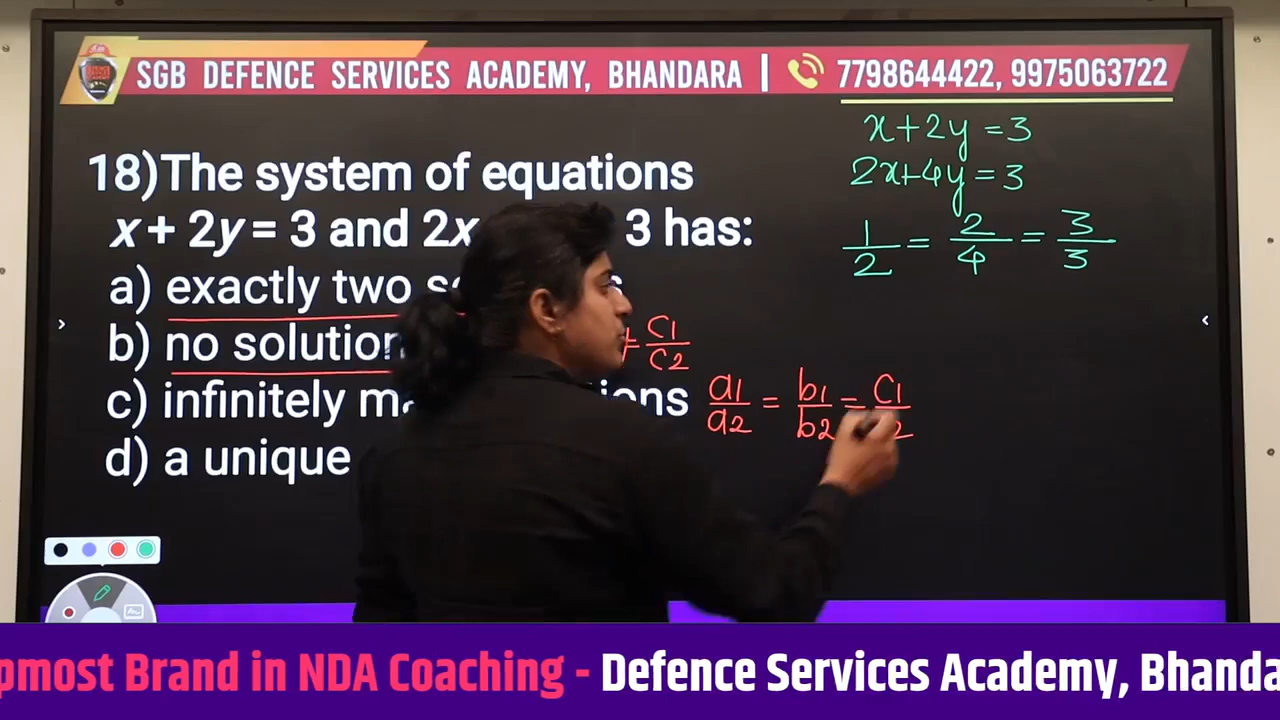 SGB DEFENCE SERVICES ACADEMY, BHANDARA | 7798644422, 9975063722
18)The system of equations
x + 2y = 3 and 2x 3 has:
a) exactly two
b) no solution
c) infinitely
d) a unique
x+2y = 3
2x+4y = 3
1/2 = 2/4 = 3/3
C1/C2
a1/a2 = b1/b2 = C1/2
pmost Brand in NDA Coaching - Defence Services Academy, Bhanda